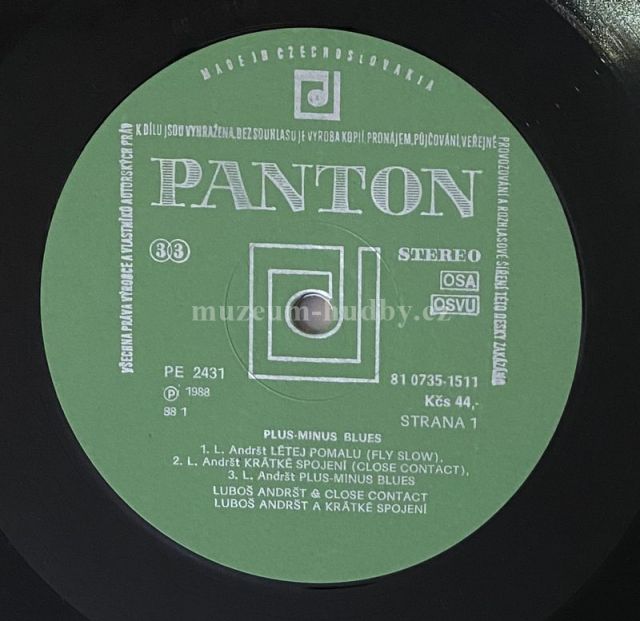 MADE IN CZECHOSLOVAKIA
VŠECHNA PRÁVA VÝROBCE A VLASTNÍKŮ AUTORSKÝCH PRÁV K DÍLU JSOU VYHRAŽENA. BEZ SOUHLASU JE VÝROBA KOPIÍ, PRONÁJEM, PŮJČOVÁNÍ, VEŘEJNÉ PROVOZOVÁNÍ A ROZHLASOVÉ ŠÍŘENÍ TÉTO DESKY ZAKÁZÁNO
PANTON
33
STEREO
OSA
OSVU
muzeum-hudby.cz
PE 2431
81 0735-1511
Ⓟ 1988
Kčs 44,-
88 1
STRANA 1
PLUS-MINUS BLUES
1. L. Andršt LÉTEJ POMALU (FLY SLOW).
2. L. Andršt KRÁTKÉ SPOJENÍ (CLOSE CONTACT).
3. L. Andršt PLUS-MINUS BLUES
LUBOŠ ANDRŠT & CLOSE CONTACT
LUBOŠ ANDRŠT A KRÁTKÉ SPOJENÍ